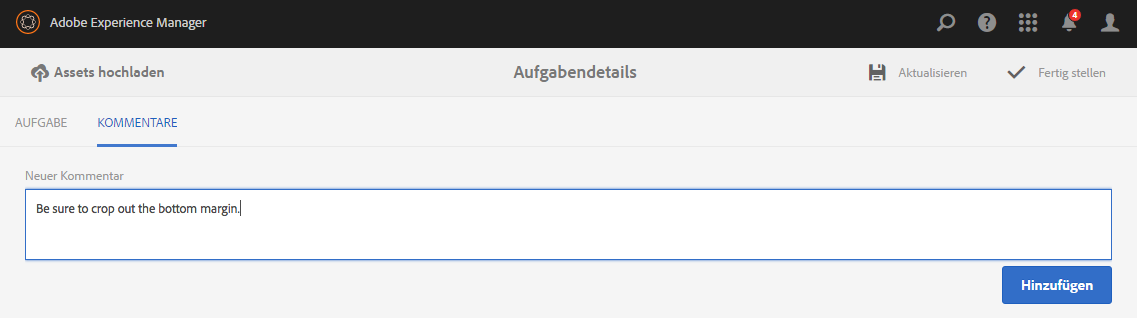 Adobe Experience Manager
4
Assets hochladen
Aufgabendetails
Aktualisieren
Fertig stellen
AUFGABE
KOMMENTARE
Neuer Kommentar
Be sure to crop out the bottom margin.
Hinzufügen